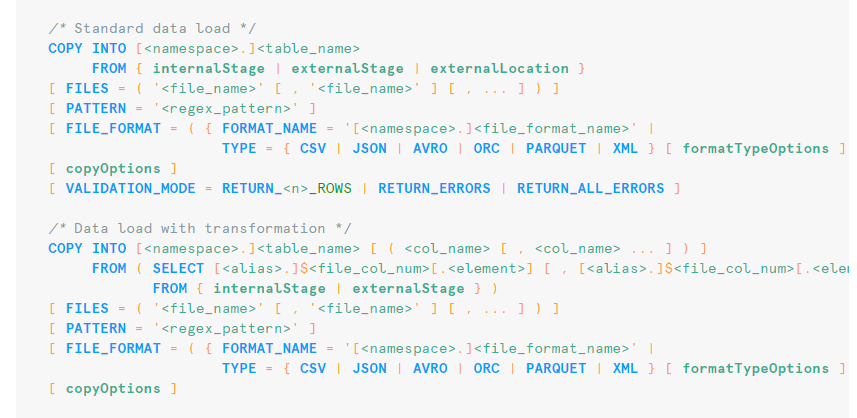 /* Standard data load */
COPY INTO [<namespace>.]<table_name>
FROM { internalStage | externalStage | externalLocation }
[ FILES = ( '<file_name>' [ , '<file_name>' ] [ , ... ] ) ]
[ PATTERN = '<regex_pattern>' ]
[ FILE_FORMAT = ( { FORMAT_NAME = '[<namespace>.]<file_format_name>' |
TYPE = { CSV | JSON | AVRO | ORC | PARQUET | XML } [ formatTypeOptions ]
[ copyOptions ]
[ VALIDATION_MODE = RETURN_<n>_ROWS | RETURN_ERRORS | RETURN_ALL_ERRORS ]
/* Data load with transformation */
COPY INTO [<namespace>.]<table_name> [ ( <col_name> [ , <col_name> ... ] ) ]
FROM ( SELECT [<alias>.]$<file_col_num>[.<element>] [ , [<alias>.]$<file_col_num>[.<ele
FROM { internalStage | externalStage } )
[ FILES = ( '<file_name>' [ , '<file_name>' ] [ , ... ] ) ]
[ PATTERN = '<regex_pattern>' ]
[ FILE_FORMAT = ( { FORMAT_NAME = '[<namespace>.]<file_format_name>' |
TYPE = { CSV | JSON | AVRO | ORC | PARQUET | XML } [ formatTypeOptions ]
[ copyOptions ]